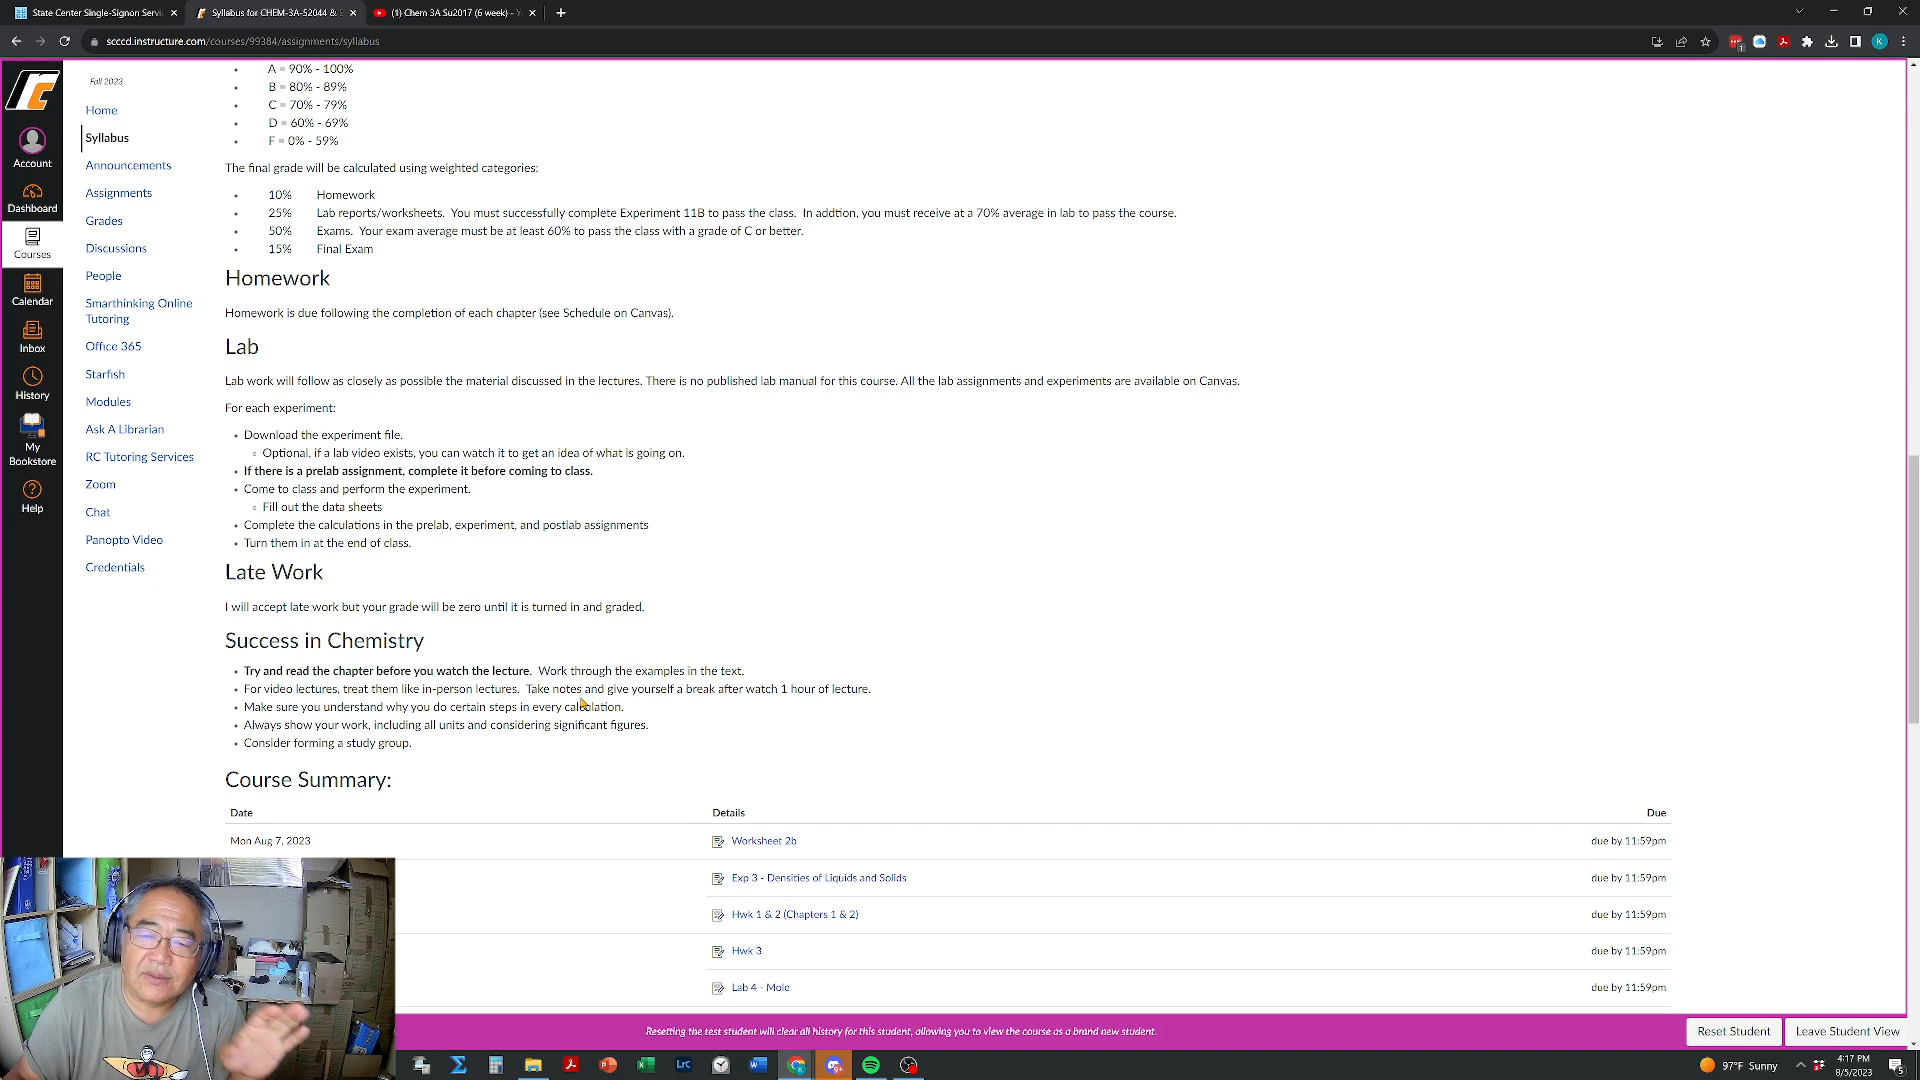 State Center Single-Signon Servi
Syllabus for CHEM-3A-52044 &
(1) Chem 3A Su2017 (6 week) -
scccd.instructure.com/courses/99384/assignments/syllabus
K
Account
Dashboard
Courses
Calendar
Inbox
History
My
Bookstore
Help
Fall 2023
Home
Syllabus
Announcements
Assignments
Grades
Discussions
People
Smarthinking Online
Tutoring
Office 365
Starfish
Modules
Ask A Librarian
RC Tutoring Services
Zoom
Chat
Panopto Video
Credentials
A = 90% - 100%
B = 80% - 89%
C = 70% - 79%
D = 60% - 69%
F = 0% - 59%
The final grade will be calculated using weighted categories:
10% Homework
25% Lab reports/worksheets. You must successfully complete Experiment 11B to pass the class. In addtion, you must receive at a 70% average in lab to pass the course.
50% Exams. Your exam average must be at least 60% to pass the class with a grade of C or better.
15% Final Exam
Homework
Homework is due following the completion of each chapter (see Schedule on Canvas).
Lab
Lab work will follow as closely as possible the material discussed in the lectures. There is no published lab manual for this course. All the lab assignments and experiments are available on Canvas.
For each experiment:
Download the experiment file.
Optional, if a lab video exists, you can watch it to get an idea of what is going on.
If there is a prelab assignment, complete it before coming to class.
Come to class and perform the experiment.
Fill out the data sheets
Complete the calculations in the prelab, experiment, and postlab assignments
Turn them in at the end of class.
Late Work
I will accept late work but your grade will be zero until it is turned in and graded.
Success in Chemistry
Try and read the chapter before you watch the lecture. Work through the examples in the text.
For video lectures, treat them like in-person lectures. Take notes and give yourself a break after watch 1 hour of lecture.
Make sure you understand why you do certain steps in every calculation.
Always show your work, including all units and considering significant figures.
Consider forming a study group.
Course Summary:
Date Details Due
Mon Aug 7, 2023 Worksheet 2b due by 11:59pm
Exp 3 - Densities of Liquids and Solids due by 11:59pm
Hwk 1 & 2 (Chapters 1 & 2) due by 11:59pm
Hwk 3 due by 11:59pm
Lab 4 - Mole due by 11:59pm
Resetting the test student will clear all history for this student, allowing you to view the course as a brand new student.
Reset Student Leave Student View
LrC
97°F Sunny
4:17 PM
8/5/2023
5